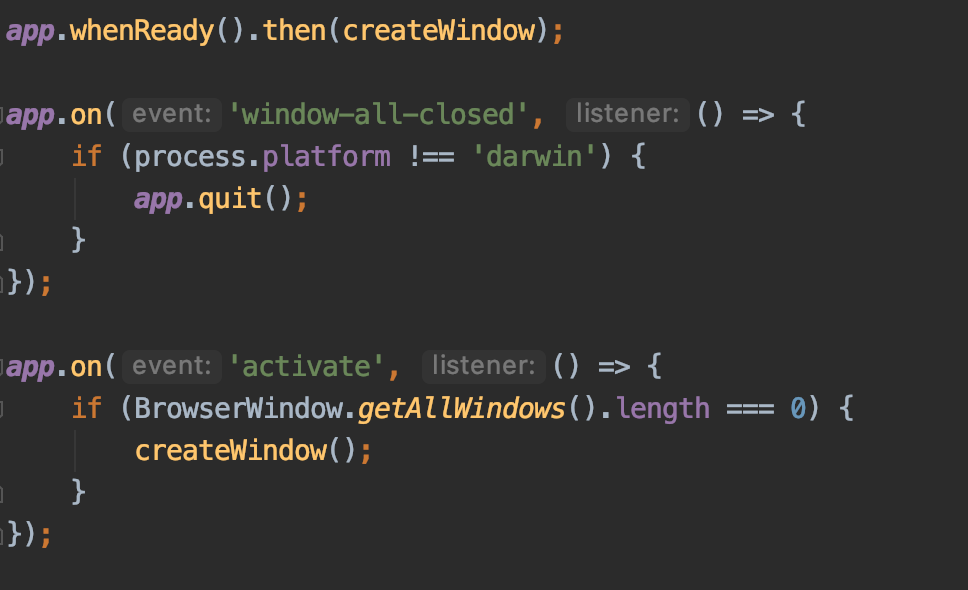 app.whenReady().then(createWindow);
app.on( event: 'window-all-closed', listener: () => {
if (process.platform !== 'darwin') {
app.quit();
}
});
app.on( event: 'activate', listener: () => {
if (BrowserWindow.getAllWindows().length === 0) {
createWindow();
}
});